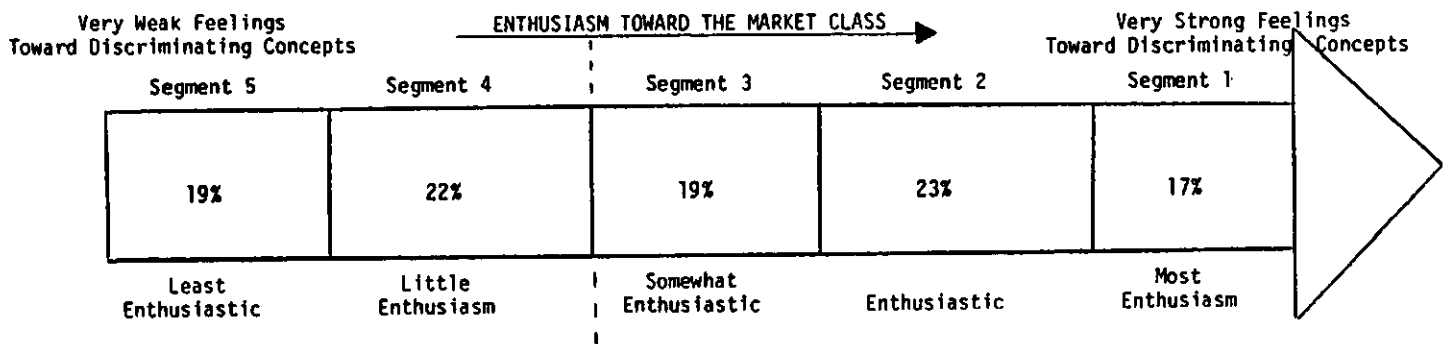 Very Weak Feelings
Toward Discriminating Concepts
ENTHUSIASM TOWARD THE MARKET CLASS
Very Strong Feelings
Toward Discriminating Concepts
Segment 5
Segment 4
Segment 3
Segment 2
Segment 1
19%
22%
19%
23%
17%
Least
Enthusiastic
Little
Enthusiasm
Somewhat
Enthusiastic
Enthusiastic
Most
Enthusiasm